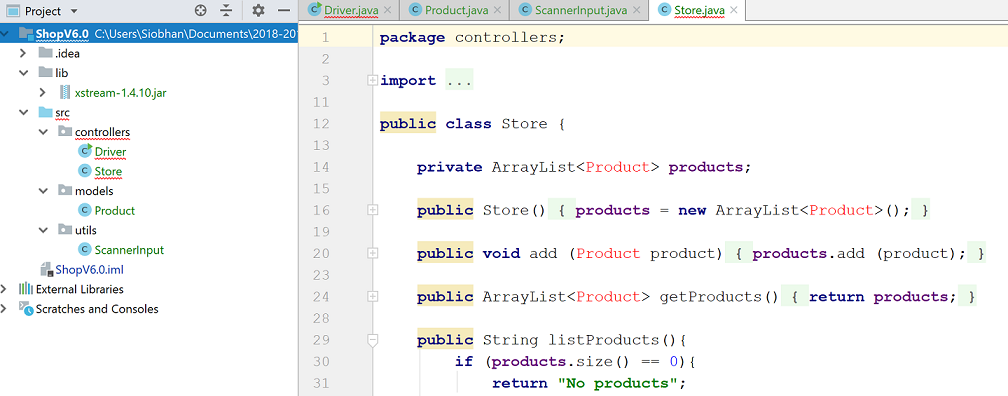 Project
ShopV6.0 C:\Users\Siobhan\Documents\2018-20
.idea
lib
xstream-1.4.10.jar
src
controllers
Driver
Store
models
Product
utils
ScannerInput
ShopV6.0.iml
External Libraries
Scratches and Consoles
Driver.java Product.java ScannerInput.java Store.java
1 package controllers;
2
3 import ...
11
12 public class Store {
13
14 private ArrayList<Product> products;
15
16 public Store() { products = new ArrayList<Product>(); }
19
20 public void add (Product product) { products.add (product); }
23
24 public ArrayList<Product> getProducts() { return products; }
28
29 public String listProducts(){
30 if (products.size() == 0){
31 return "No products";